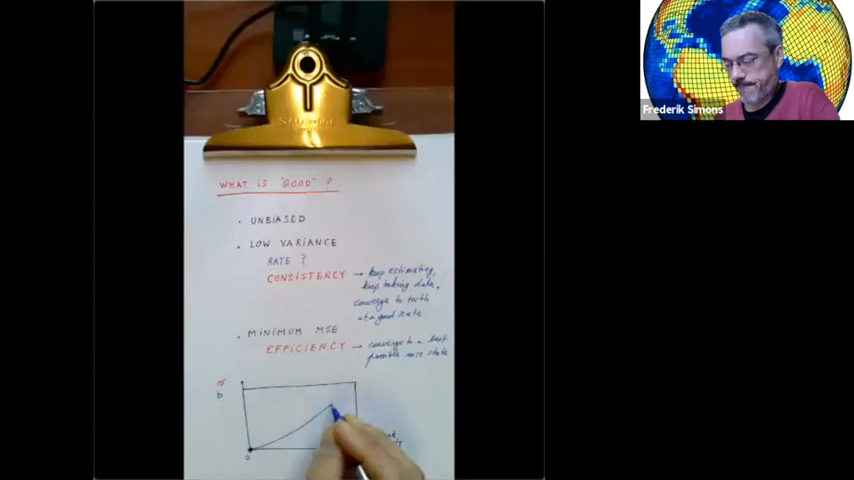 WHAT IS "GOOD" ?
• UNBIASED
• LOW VARIANCE
RATE ?
CONSISTENCY → keep estimating,
keep taking data,
converge to truth
at a good rate
• MINIMUM MSE
EFFICIENCY → converge to a best
possible mse state
b
0
Frederik Simons